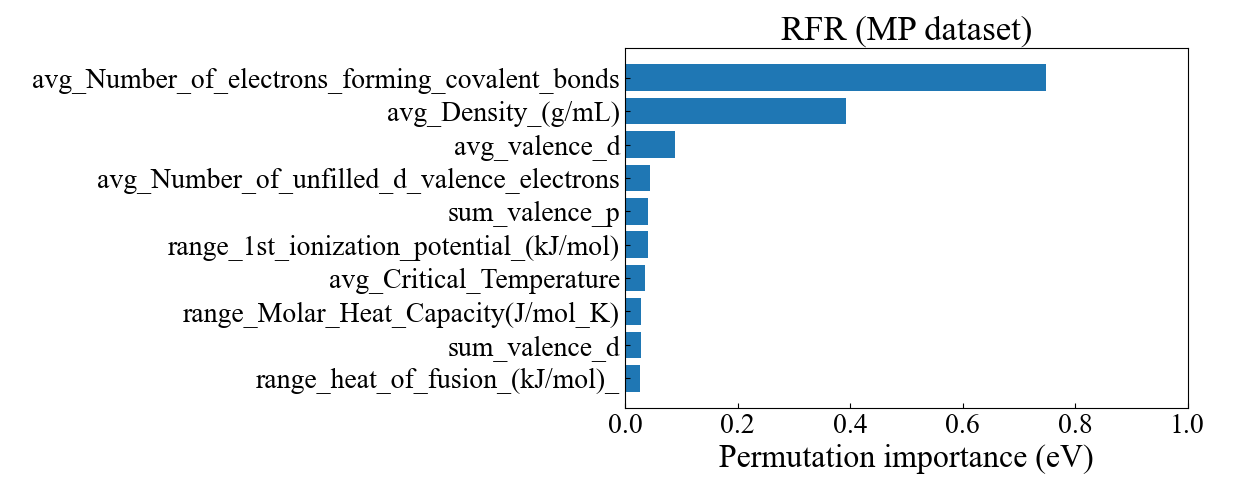 RFR (MP dataset)
avg_Number_of_electrons_forming_covalent_bonds
avg_Density_(g/mL)
avg_valence_d
avg_Number_of_unfilled_d_valence_electrons
sum_valence_p
range_1st_ionization_potential_(kJ/mol)
avg_Critical_Temperature
range_Molar_Heat_Capacity(J/mol_K)
sum_valence_d
range_heat_of_fusion_(kJ/mol)_
0.0 0.2 0.4 0.6 0.8 1.0
Permutation importance (eV)